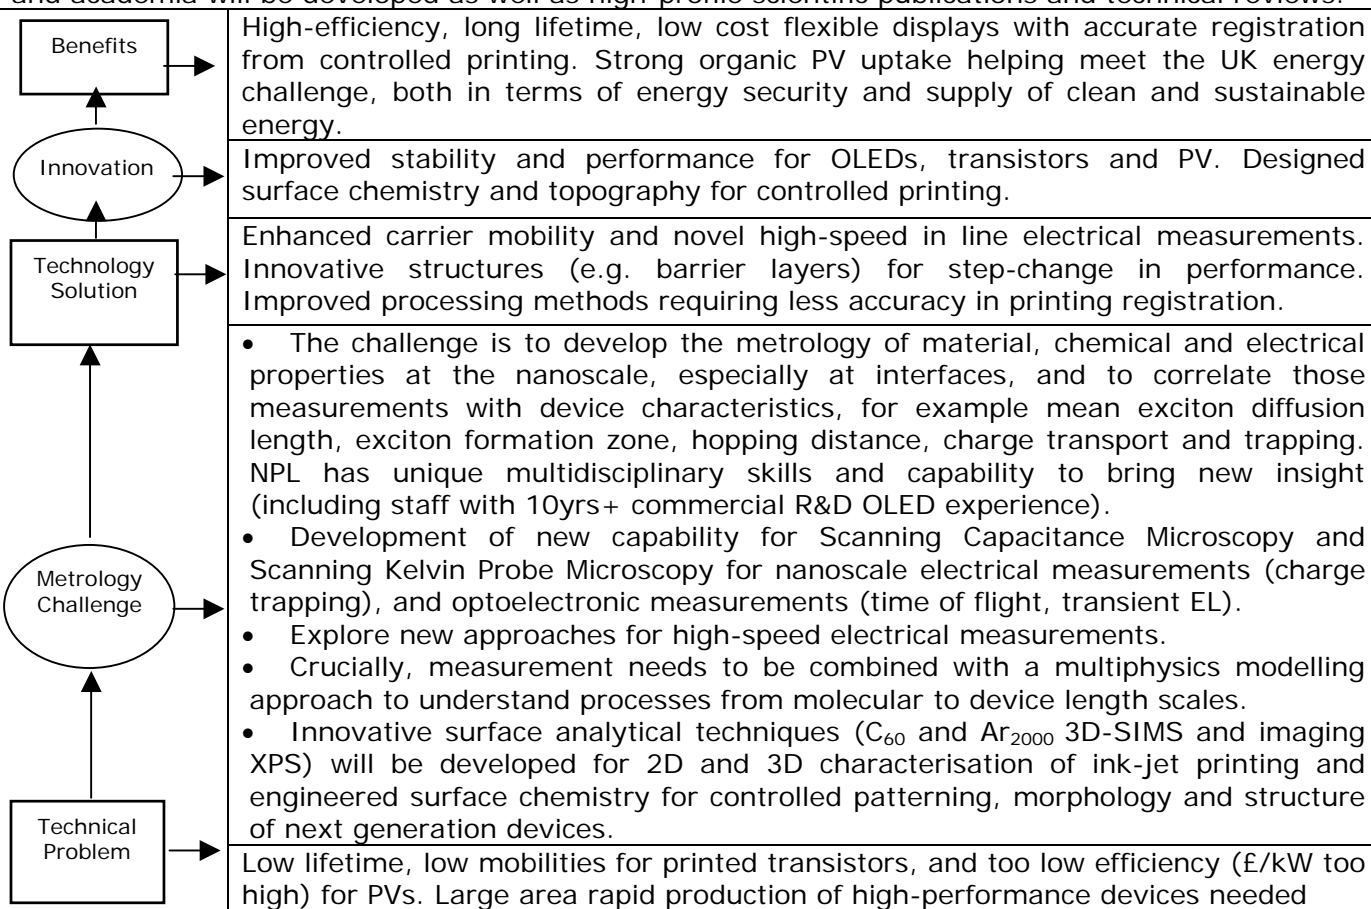 and academia will be developed as well as high-profile scientific publications and technical reviews.
Benefits
High-efficiency, long lifetime, low cost flexible displays with accurate registration
from controlled printing. Strong organic PV uptake helping meet the UK energy
challenge, both in terms of energy security and supply of clean and sustainable
energy.
Innovation
Improved stability and performance for OLEDs, transistors and PV. Designed
surface chemistry and topography for controlled printing.
Technology
Solution
Enhanced carrier mobility and novel high-speed in line electrical measurements.
Innovative structures (e.g. barrier layers) for step-change in performance.
Improved processing methods requiring less accuracy in printing registration.
Metrology
Challenge
• The challenge is to develop the metrology of material, chemical and electrical
properties at the nanoscale, especially at interfaces, and to correlate those
measurements with device characteristics, for example mean exciton diffusion
length, exciton formation zone, hopping distance, charge transport and trapping.
NPL has unique multidisciplinary skills and capability to bring new insight
(including staff with 10yrs+ commercial R&D OLED experience).
• Development of new capability for Scanning Capacitance Microscopy and
Scanning Kelvin Probe Microscopy for nanoscale electrical measurements (charge
trapping), and optoelectronic measurements (time of flight, transient EL).
• Explore new approaches for high-speed electrical measurements.
• Crucially, measurement needs to be combined with a multiphysics modelling
approach to understand processes from molecular to device length scales.
• Innovative surface analytical techniques (C₆₀ and Ar₂₀₀₀ 3D-SIMS and imaging
XPS) will be developed for 2D and 3D characterisation of ink-jet printing and
engineered surface chemistry for controlled patterning, morphology and structure
of next generation devices.
Technical
Problem
Low lifetime, low mobilities for printed transistors, and too low efficiency (£/kW too
high) for PVs. Large area rapid production of high-performance devices needed